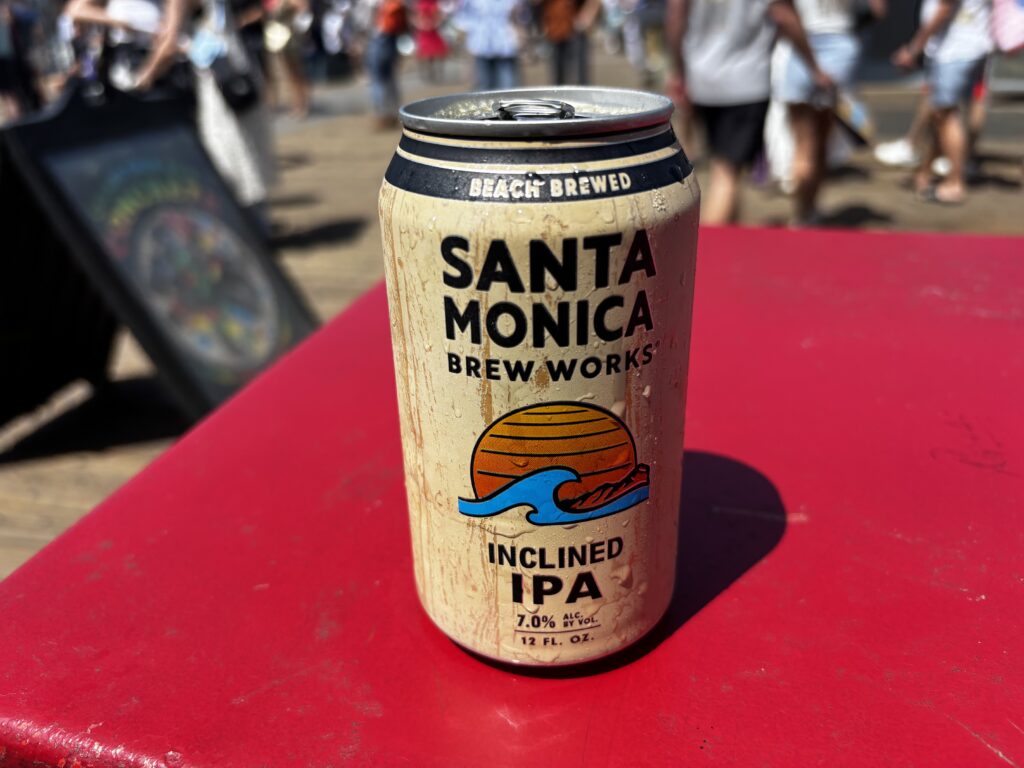 BEACH BREWED
SANTA
MONICA
BREW WORKS®
INCLINED
IPA
7.0% ALC. BY VOL.
12 FL. OZ.